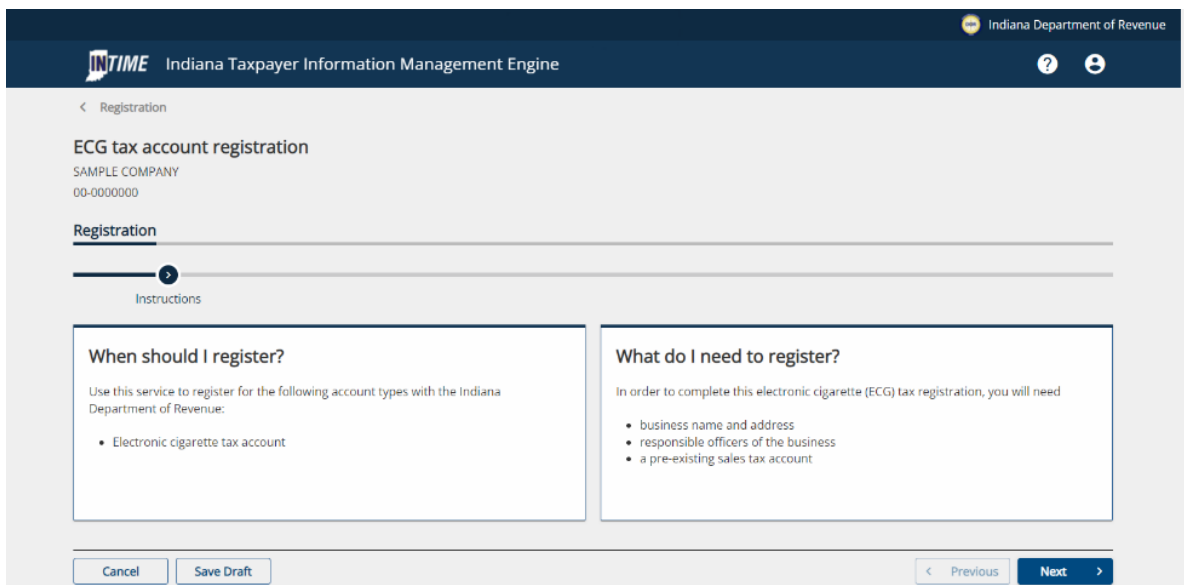 Indiana Department of Revenue
INTIME Indiana Taxpayer Information Management Engine
? 
< Registration
ECG tax account registration
SAMPLE COMPANY
00-0000000
Registration
Instructions
When should I register?
Use this service to register for the following account types with the Indiana
Department of Revenue:
• Electronic cigarette tax account
What do I need to register?
In order to complete this electronic cigarette (ECG) tax registration, you will need
• business name and address
• responsible officers of the business
• a pre-existing sales tax account
Cancel Save Draft < Previous Next >